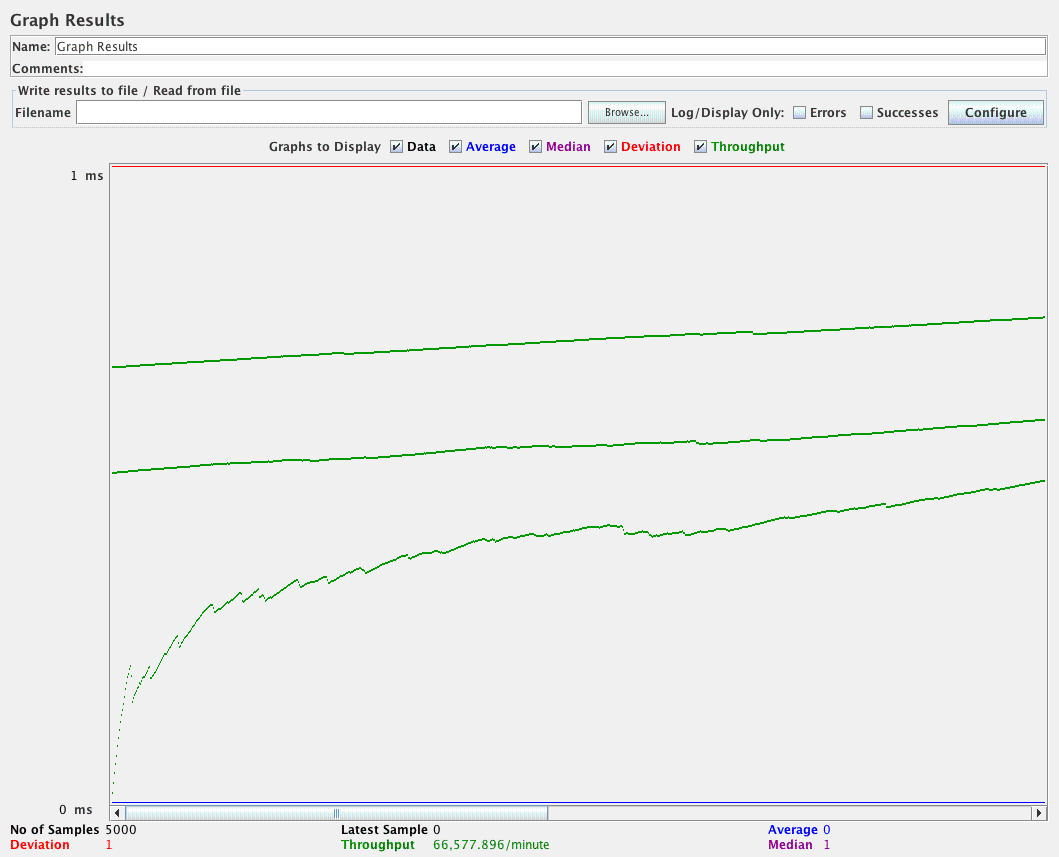 Graph Results
Name: Graph Results
Comments:
Write results to file / Read from file
Filename Browse... Log/Display Only: Errors Successes Configure
Graphs to Display Data Average Median Deviation Throughput
1 ms
0 ms
No of Samples 5000 Latest Sample 0 Average 0
Deviation 1 Throughput 66,577.896/minute Median 1